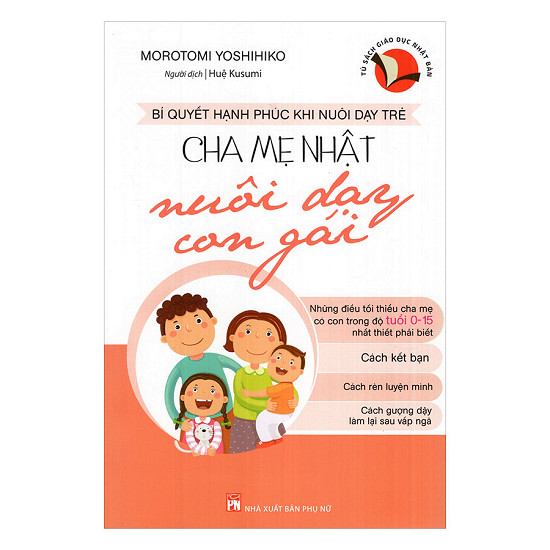 MOROTOMI YOSHIHIKO
Người dịch | Huệ Kusumi
TỦ SÁCH GIÁO DỤC NHẬT BẢN
BÍ QUYẾT HẠNH PHÚC KHI NUÔI DẠY TRẺ
CHA MẸ NHẬT
nuôi dạy
con gái
Những điều tối thiểu cha mẹ
có con trong độ tuổi 0-15
nhất thiết phải biết
Cách kết bạn
Cách rèn luyện mình
Cách gượng dậy
làm lại sau vấp ngã
PN
NHÀ XUẤT BẢN PHỤ NỮ